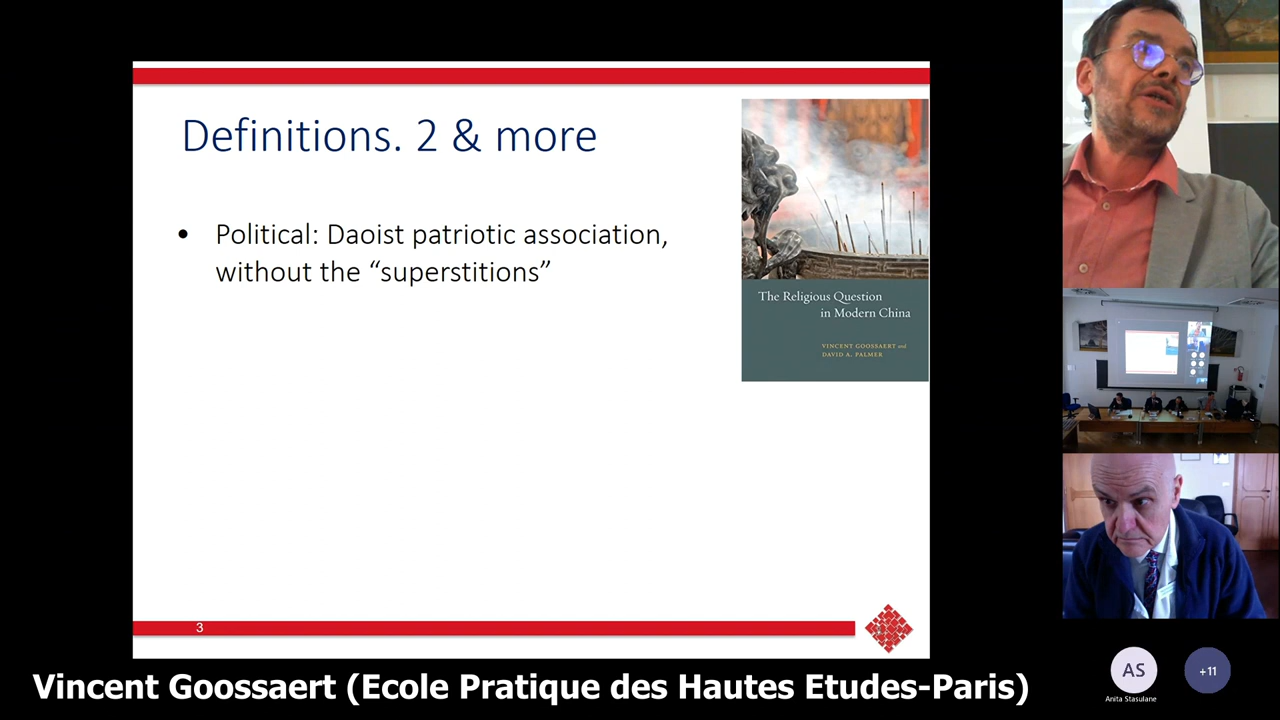 Definitions. 2 & more
• Political: Daoist patriotic association,
without the “superstitions”
The Religious Question
in Modern China
VINCENT GOOSSAERT and
DAVID A. PALMER
3
AS
Anita Stasulane
+11
Vincent Goossaert (Ecole Pratique des Hautes Etudes-Paris)